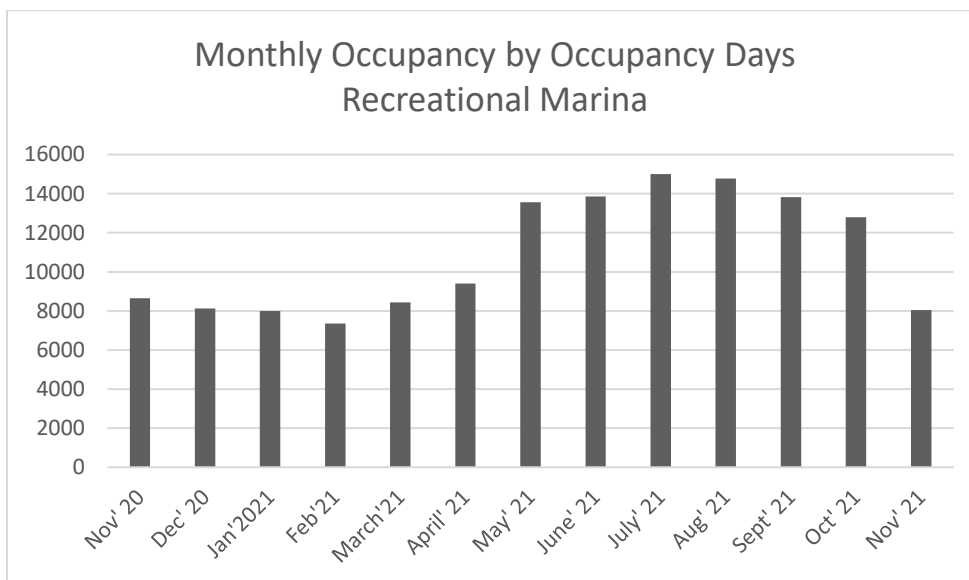 Monthly Occupancy by Occupancy Days
Recreational Marina
16000
14000
12000
10000
8000
6000
4000
2000
0
Nov' 20
Dec' 20
Jan'2021
Feb'21
March'21
April' 21
May' 21
June' 21
July' 21
Aug' 21
Sept' 21
Oct' 21
Nov' 21